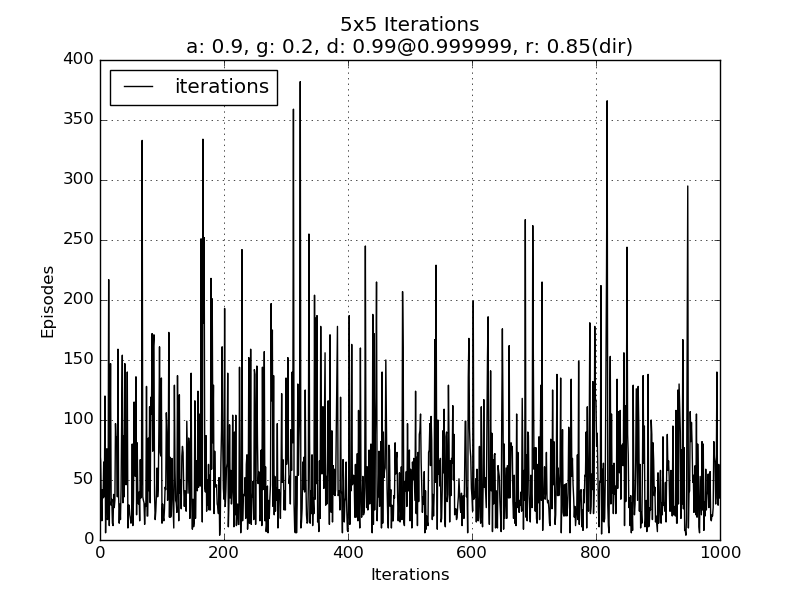 5x5 Iterations
a: 0.9, g: 0.2, d: 0.99@0.999999, r: 0.85(dir)
400
350
300
250
200
150
100
50
0
Episodes
iterations
0 200 400 600 800 1000
Iterations